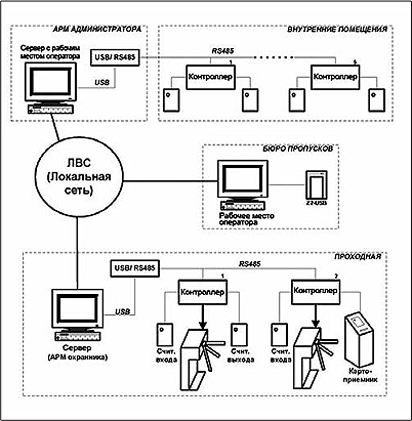 АРМ АДМИНИСТРАТОРА
ВНУТРЕННИЕ ПОМЕЩЕНИЯ
Сервер с рабочим
местом оператора
USB/ RS485
USB
RS485
1
Контроллер
Контроллер
ЛВС
(Локальная
сеть)
БЮРО ПРОПУСКОВ
Рабочее место
оператора
Z2-USB
ПРОХОДНАЯ
USB/ RS485
RS485
USB
Сервер
(АРМ охранника)
1
Контроллер
2
Контроллер
Счит.
входа
Счит.
выхода
Счит.
входа
Карто-
приемник